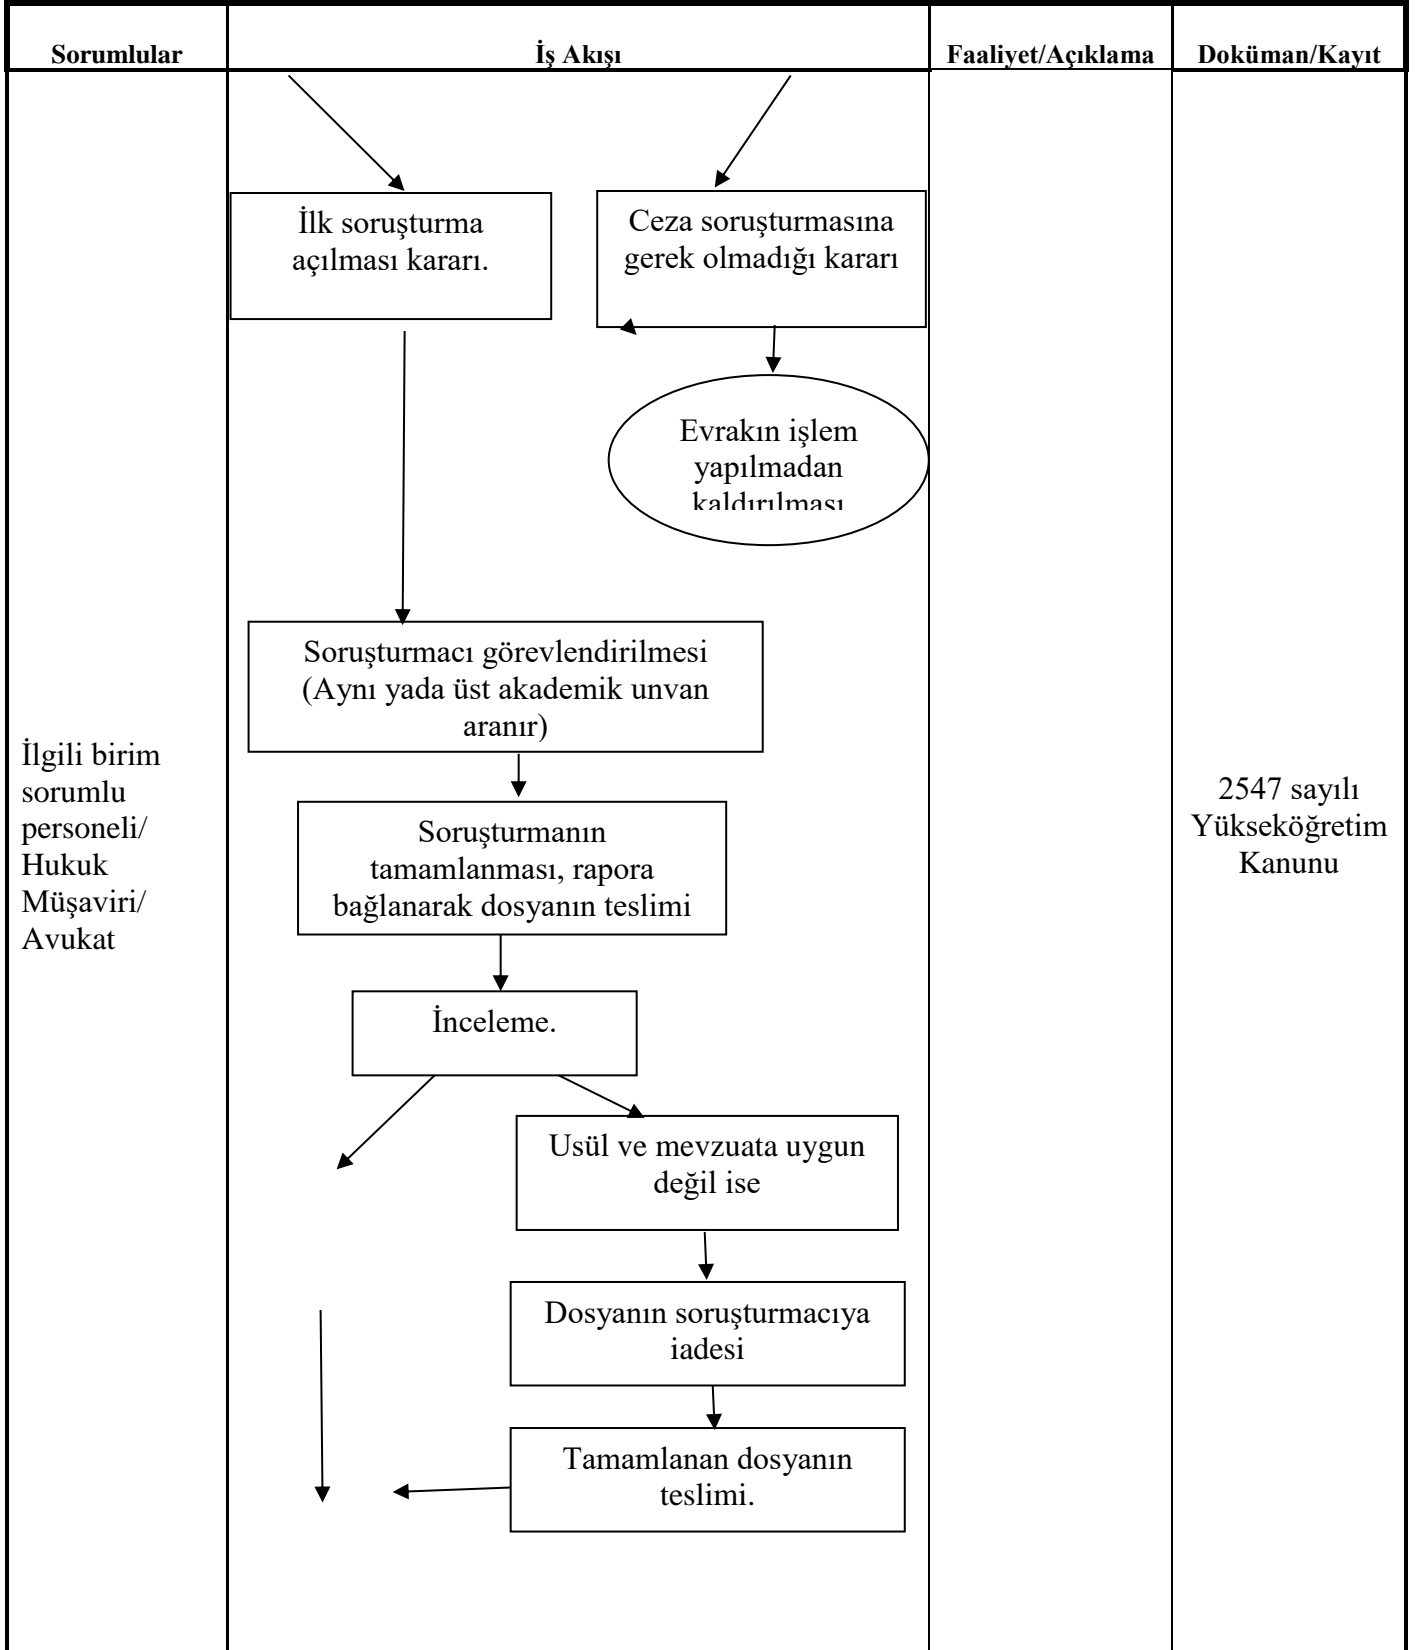 Sorumlular
İş Akışı
Faaliyet/Açıklama
Doküman/Kayıt
İlk soruşturma
açılması kararı.
Ceza soruşturmasına
gerek olmadığı kararı
Evrakın işlem
yapılmadan
kaldırılması
Soruşturmacı görevlendirilmesi
(Aynı yada üst akademik unvan
aranır)
İlgili birim
sorumlu
personeli/
Hukuk
Müşaviri/
Avukat
2547 sayılı
Yükseköğretim
Kanunu
Soruşturmanın
tamamlanması, rapora
bağlanarak dosyanın teslimi
İnceleme.
Usül ve mevzuata uygun
değil ise
Dosyanın soruşturmacıya
iadesi
Tamamlanan dosyanın
teslimi.